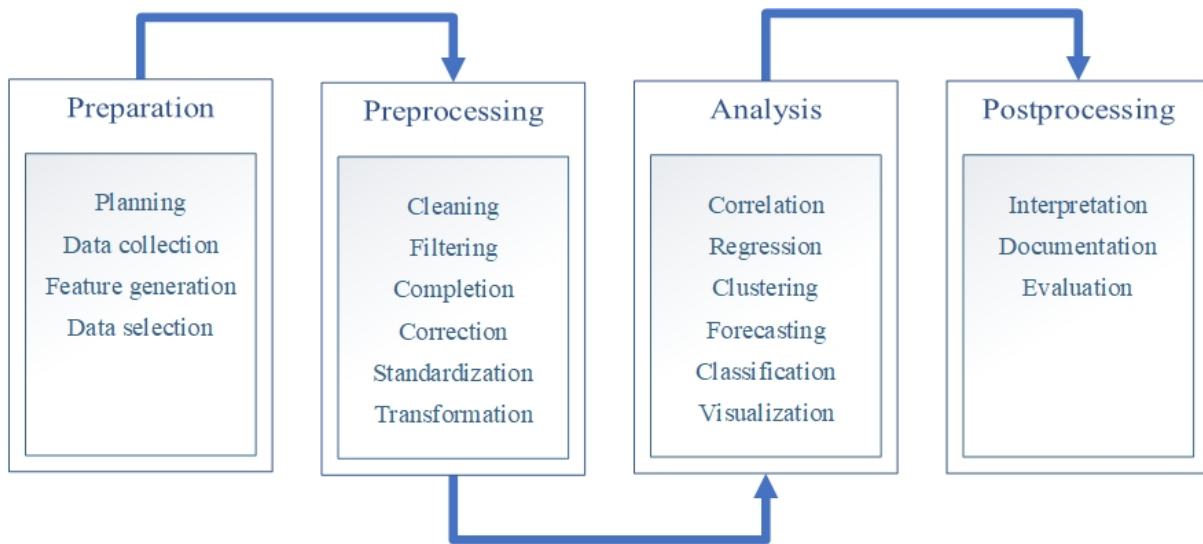 Preparation
Planning
Data collection
Feature generation
Data selection
Preprocessing
Cleaning
Filtering
Completion
Correction
Standardization
Transformation
Analysis
Correlation
Regression
Clustering
Forecasting
Classification
Visualization
Postprocessing
Interpretation
Documentation
Evaluation